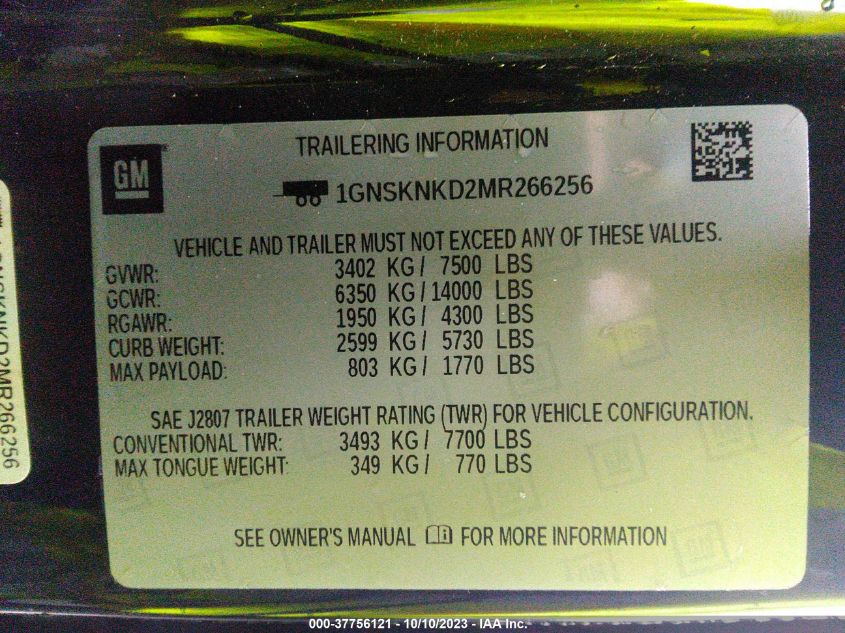 TRAILERING INFORMATION
GM
1GNSKNKD2MR266256
VEHICLE AND TRAILER MUST NOT EXCEED ANY OF THESE VALUES.
GVWR: 3402 KG / 7500 LBS
GCWR: 6350 KG / 14000 LBS
RGAWR: 1950 KG / 4300 LBS
CURB WEIGHT: 2599 KG / 5730 LBS
MAX PAYLOAD: 803 KG / 1770 LBS
SAE J2807 TRAILER WEIGHT RATING (TWR) FOR VEHICLE CONFIGURATION.
CONVENTIONAL TWR: 3493 KG / 7700 LBS
MAX TONGUE WEIGHT: 349 KG / 770 LBS
SEE OWNER'S MANUAL FOR MORE INFORMATION
1GNSKNKD2MR266256
000-37756121 - 10/10/2023 - IAA Inc.